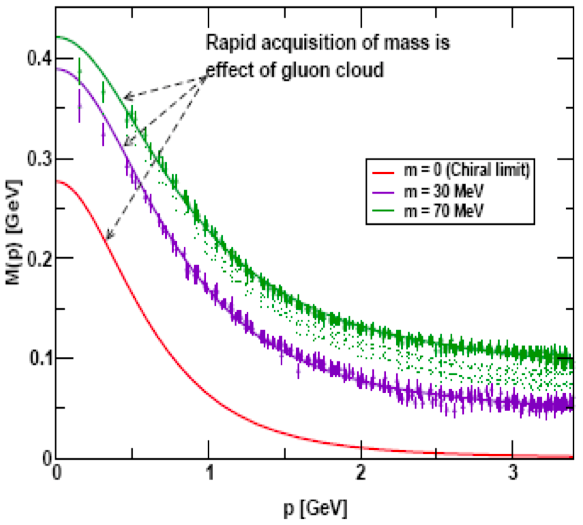 0.4
0.3
0.2
0.1
0
M(p) [GeV]
Rapid acquisition of mass is
effect of gluon cloud
m = 0 (Chiral limit)
m = 30 MeV
m = 70 MeV
0
1
2
3
p [GeV]